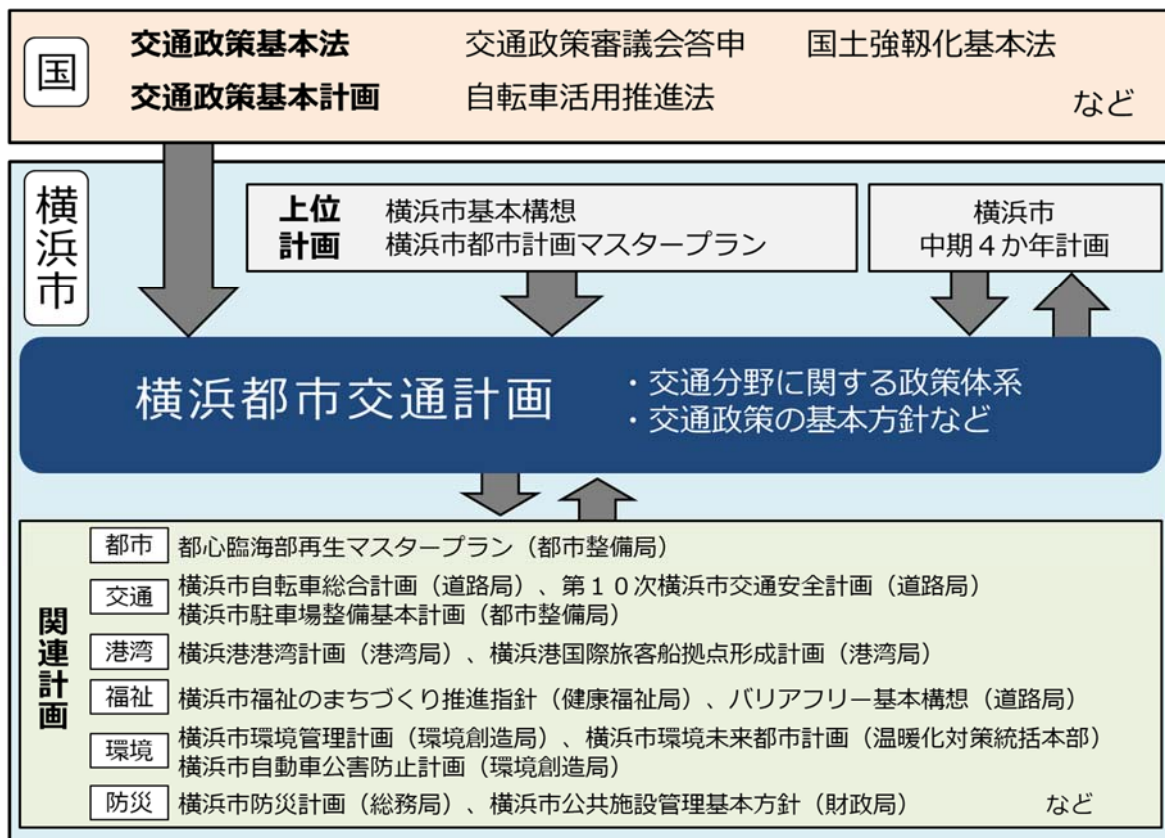 国
交通政策基本法 交通政策審議会答申 国土強靱化基本法
交通政策基本計画 自転車活用推進法 など
横浜市
上位 横浜市基本構想
計画 横浜市都市計画マスタープラン
横浜市
中期４か年計画
横浜都市交通計画
・交通分野に関する政策体系
・交通政策の基本方針など
関連計画
都市 都心臨海部再生マスタープラン（都市整備局）
交通 横浜市自転車総合計画（道路局）、第１０次横浜市交通安全計画（道路局）
横浜市駐車場整備基本計画（都市整備局）
港湾 横浜港港湾計画（港湾局）、横浜港国際旅客船拠点形成計画（港湾局）
福祉 横浜市福祉のまちづくり推進指針（健康福祉局）、バリアフリー基本構想（道路局）
環境 横浜市環境管理計画（環境創造局）、横浜市環境未来都市計画（温暖化対策統括本部）
横浜市自動車公害防止計画（環境創造局）
防災 横浜市防災計画（総務局）、横浜市公共施設管理基本方針（財政局） など